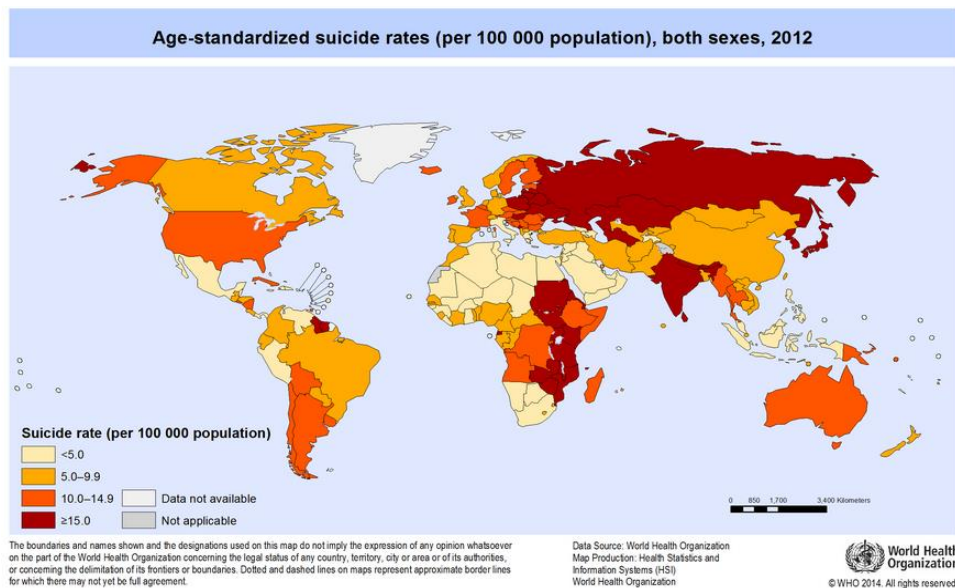 Age-standardized suicide rates (per 100 000 population), both sexes, 2012
Suicide rate (per 100 000 population)
<5.0
5.0–9.9
10.0–14.9
≥15.0
Data not available
Not applicable
0 850 1,700 3,400 Kilometers
The boundaries and names shown and the designations used on this map do not imply the expression of any opinion whatsoever
on the part of the World Health Organization concerning the legal status of any country, territory, city or area or of its authorities,
or concerning the delimitation of its frontiers or boundaries. Dotted and dashed lines on maps represent approximate border lines
for which there may not yet be full agreement.
Data Source: World Health Organization
Map Production: Health Statistics and
Information Systems (HSI)
World Health Organization
World Health
Organization
© WHO 2014. All rights reserved